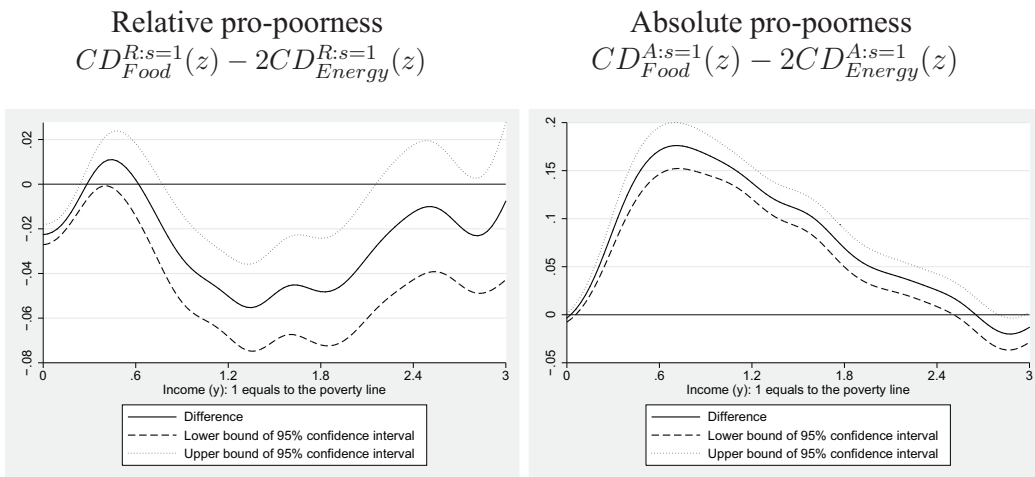 Relative pro-poorness
CD^{R:s=1}_{Food}(z) − 2CD^{R:s=1}_{Energy}(z)
.02
0
-.02
-.04
-.06
-.08
0 .6 1.2 1.8 2.4 3
Income (y): 1 equals to the poverty line
Difference
Lower bound of 95% confidence interval
Upper bound of 95% confidence interval
Absolute pro-poorness
CD^{A:s=1}_{Food}(z) − 2CD^{A:s=1}_{Energy}(z)
.2
.15
.1
.05
0
-.05
0 .6 1.2 1.8 2.4 3
Income (y): 1 equals to the poverty line
Difference
Lower bound of 95% confidence interval
Upper bound of 95% confidence interval